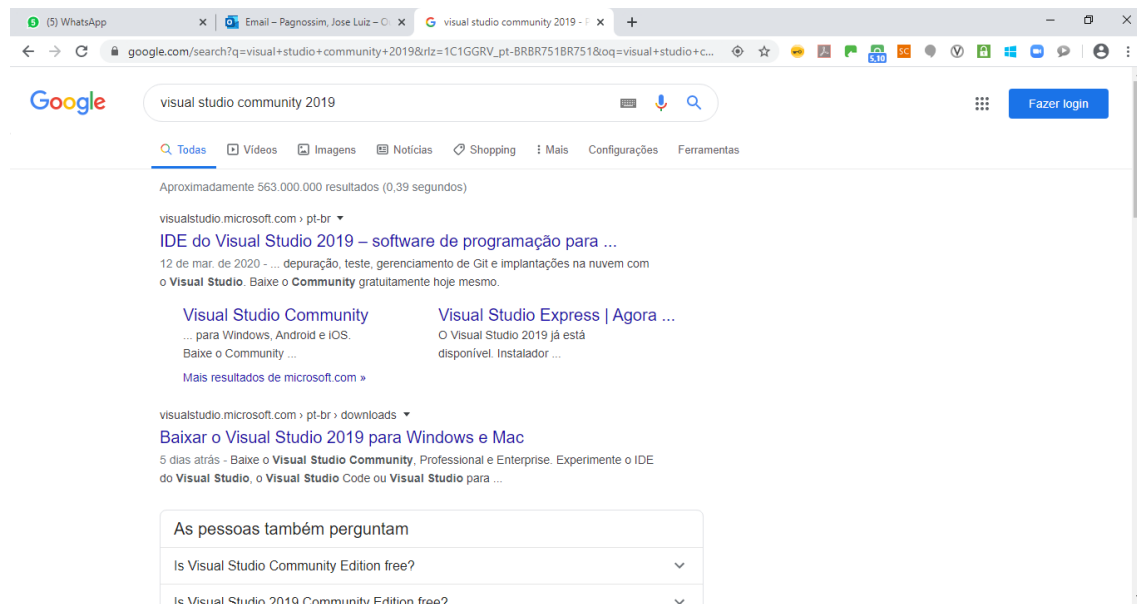 (5) WhatsApp
Email – Pagnossim, Jose Luiz – O
visual studio community 2019 - P
google.com/search?q=visual+studio+community+2019&rlz=1C1GGRV_pt-BRBR751BR751&oq=visual+studio+c...
5,10
SC
Google
visual studio community 2019
Fazer login
Todas
Vídeos
Imagens
Notícias
Shopping
Mais
Configurações
Ferramentas
Aproximadamente 563.000.000 resultados (0,39 segundos)
visualstudio.microsoft.com › pt-br
IDE do Visual Studio 2019 – software de programação para ...
12 de mar. de 2020 - ... depuração, teste, gerenciamento de Git e implantações na nuvem com
o Visual Studio. Baixe o Community gratuitamente hoje mesmo.
Visual Studio Community
... para Windows, Android e iOS.
Baixe o Community ...
Visual Studio Express | Agora ...
O Visual Studio 2019 já está
disponível. Instalador ...
Mais resultados de microsoft.com »
visualstudio.microsoft.com › pt-br › downloads
Baixar o Visual Studio 2019 para Windows e Mac
5 dias atrás - Baixe o Visual Studio Community, Professional e Enterprise. Experimente o IDE
do Visual Studio, o Visual Studio Code ou Visual Studio para ...
As pessoas também perguntam
Is Visual Studio Community Edition free?
Is Visual Studio 2019 Community Edition free?